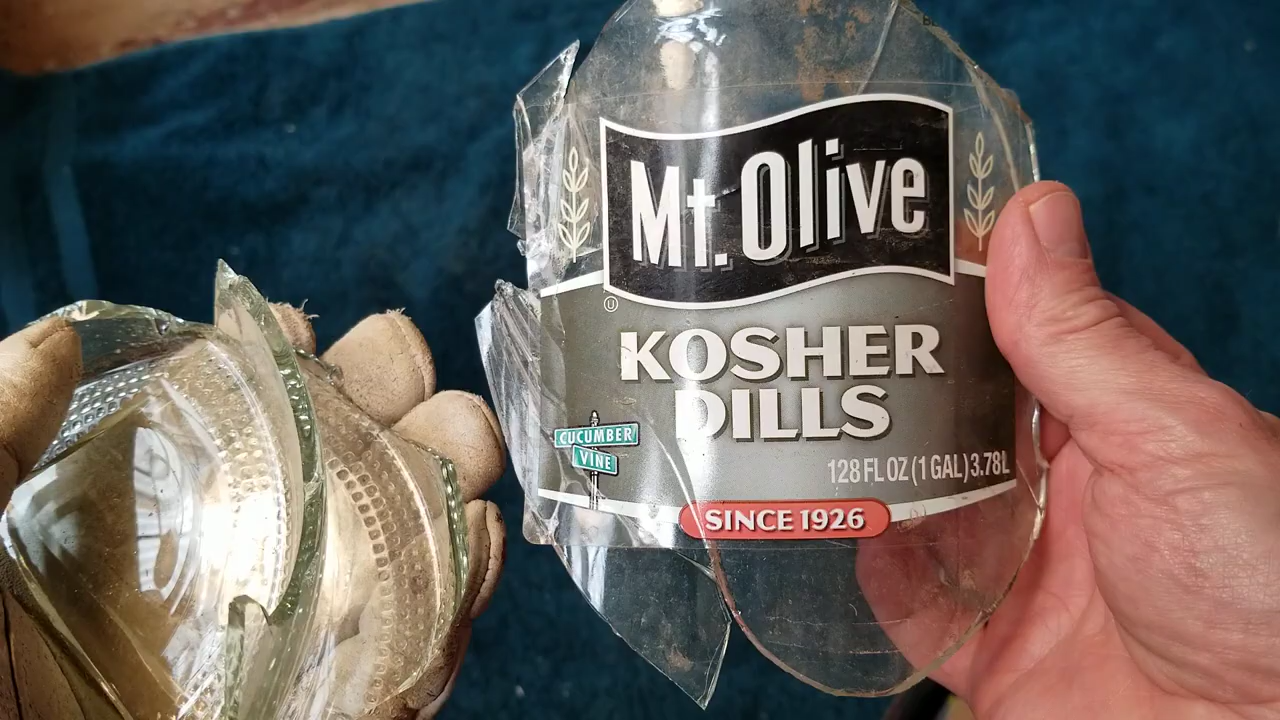 Mt. Olive
Ⓤ
KOSHER
DILLS
CUCUMBER
VINE
128 FL OZ (1 GAL) 3.78L
SINCE 1926